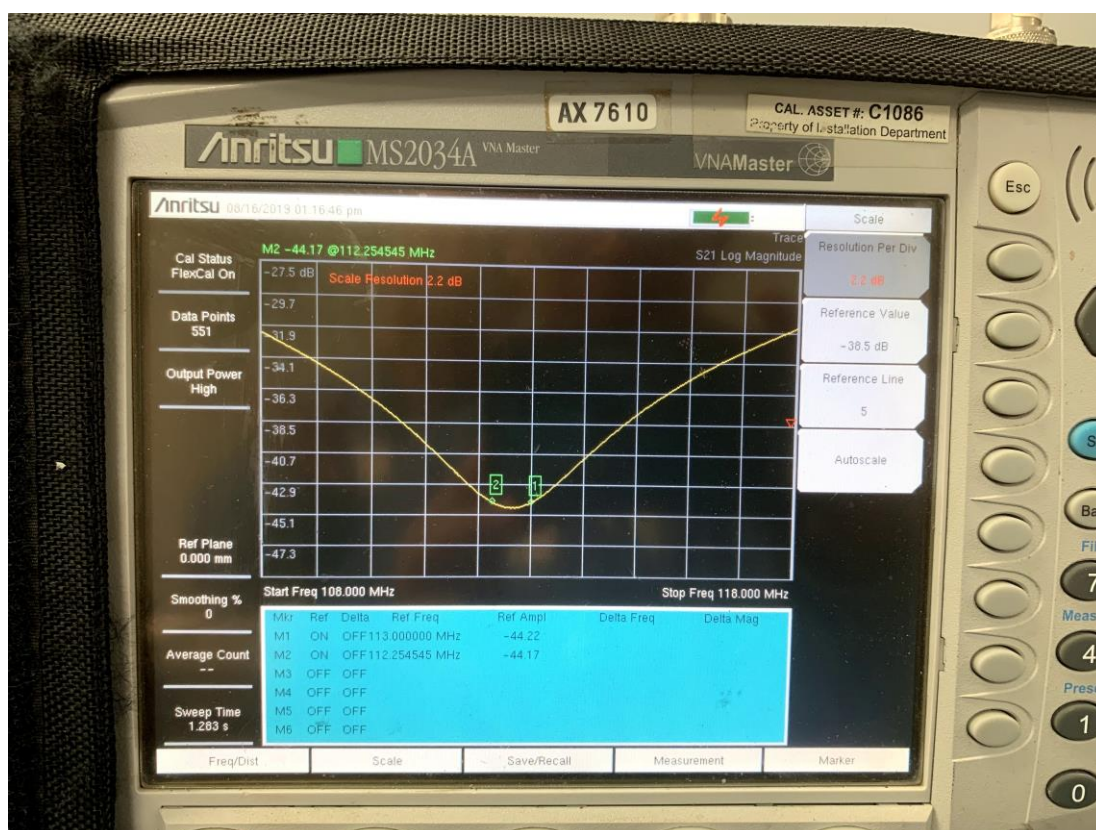 AX 7610
CAL. ASSET #: C1086
Property of Installation Department
Anritsu MS2034A VNA Master
VNAMaster
Esc
Anritsu 08/16/2019 01:16:46 pm
Scale
Trace
M2 -44.17 @112.254545 MHz
S21 Log Magnitude
Cal Status
FlexCal On
Data Points
551
Output Power
High
Ref Plane
0.000 mm
Smoothing %
0
Average Count
--
Sweep Time
1.283 s
-27.5 dB
Scale Resolution 2.2 dB
-29.7
-31.9
-34.1
-36.3
-38.5
-40.7
-42.9
-45.1
-47.3
2
1
Start Freq 108.000 MHz
Stop Freq 118.000 MHz
Resolution Per Div
2.2 dB
Reference Value
-38.5 dB
Reference Line
5
Autoscale
Mkr Ref Delta Ref Freq Ref Ampl Delta Freq Delta Mag
M1 ON OFF 113.000000 MHz -44.22
M2 ON OFF 112.254545 MHz -44.17
M3 OFF OFF
M4 OFF OFF
M5 OFF OFF
M6 OFF OFF
Freq/Dist
Scale
Save/Recall
Measurement
Marker
7
4
1
0